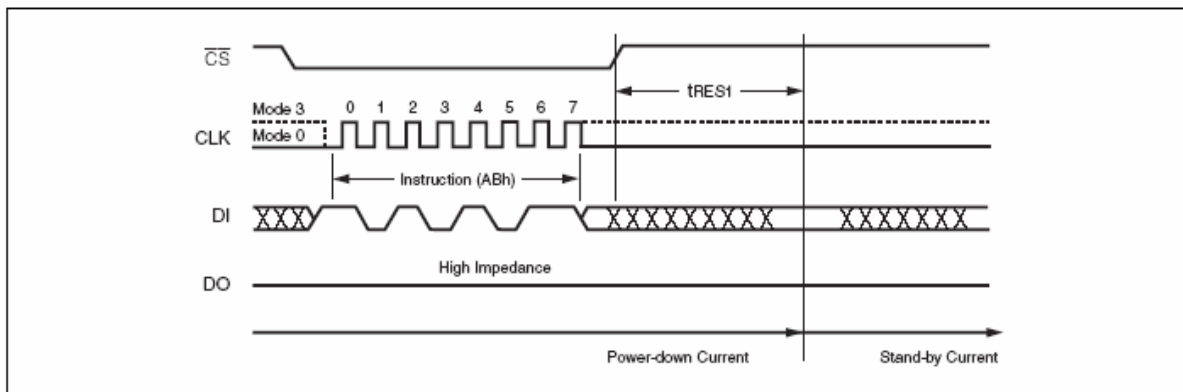 CS
tRES1
Mode 3 0 1 2 3 4 5 6 7
CLK
Mode 0
Instruction (ABh)
DI
High Impedance
DO
Power-down Current Stand-by Current